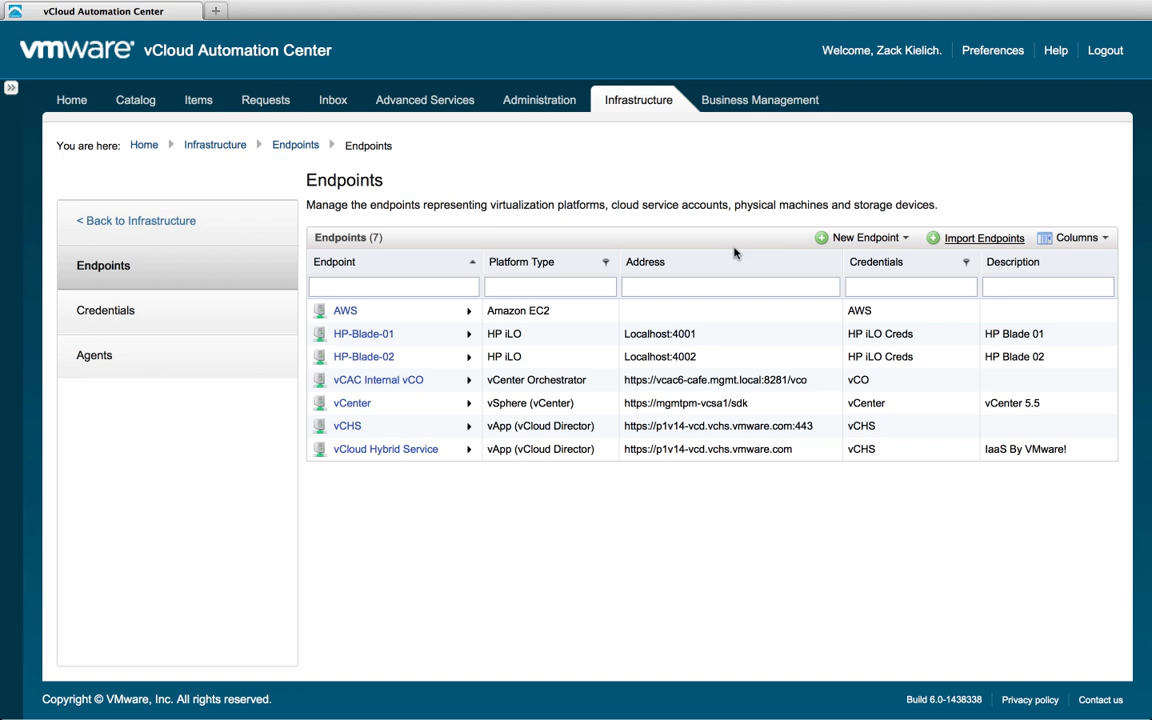 vCloud Automation Center
vmware® vCloud Automation Center
Welcome, Zack Kielich. Preferences Help Logout
Home Catalog Items Requests Inbox Advanced Services Administration Infrastructure Business Management
You are here: Home Infrastructure Endpoints Endpoints
Endpoints
Manage the endpoints representing virtualization platforms, cloud service accounts, physical machines and storage devices.
< Back to Infrastructure
Endpoints
Credentials
Agents
Endpoints (7) New Endpoint Import Endpoints Columns
Endpoint Platform Type Address Credentials Description
AWS Amazon EC2 AWS
HP-Blade-01 HP iLO Localhost:4001 HP iLO Creds HP Blade 01
HP-Blade-02 HP iLO Localhost:4002 HP iLO Creds HP Blade 02
vCAC Internal vCO vCenter Orchestrator https://vcac6-cafe.mgmt.local:8281/vco vCO
vCenter vSphere (vCenter) https://mgmtpm-vcsa1/sdk vCenter vCenter 5.5
vCHS vApp (vCloud Director) https://p1v14-vcd.vchs.vmware.com:443 vCHS
vCloud Hybrid Service vApp (vCloud Director) https://p1v14-vcd.vchs.vmware.com vCHS IaaS By VMware!
Copyright © VMware, Inc. All rights reserved. Build 6.0-1438338 Privacy policy Contact us